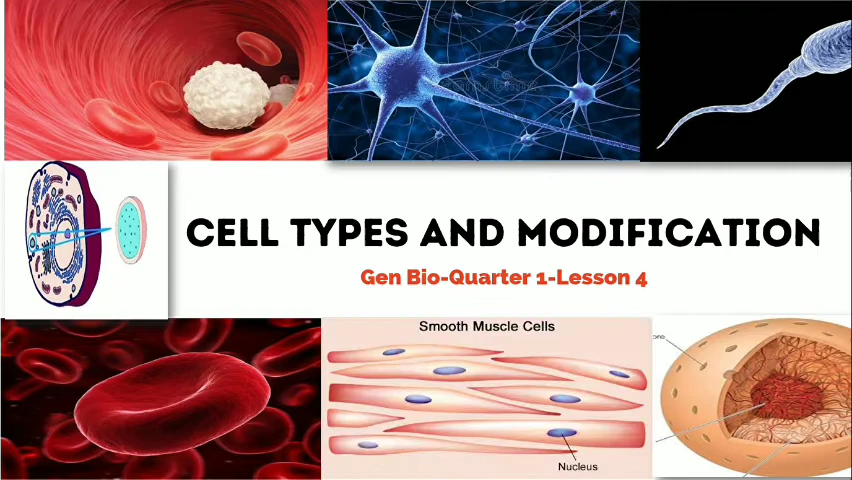 CELL TYPES AND MODIFICATION
Gen Bio-Quarter 1-Lesson 4
Smooth Muscle Cells
Nucleus